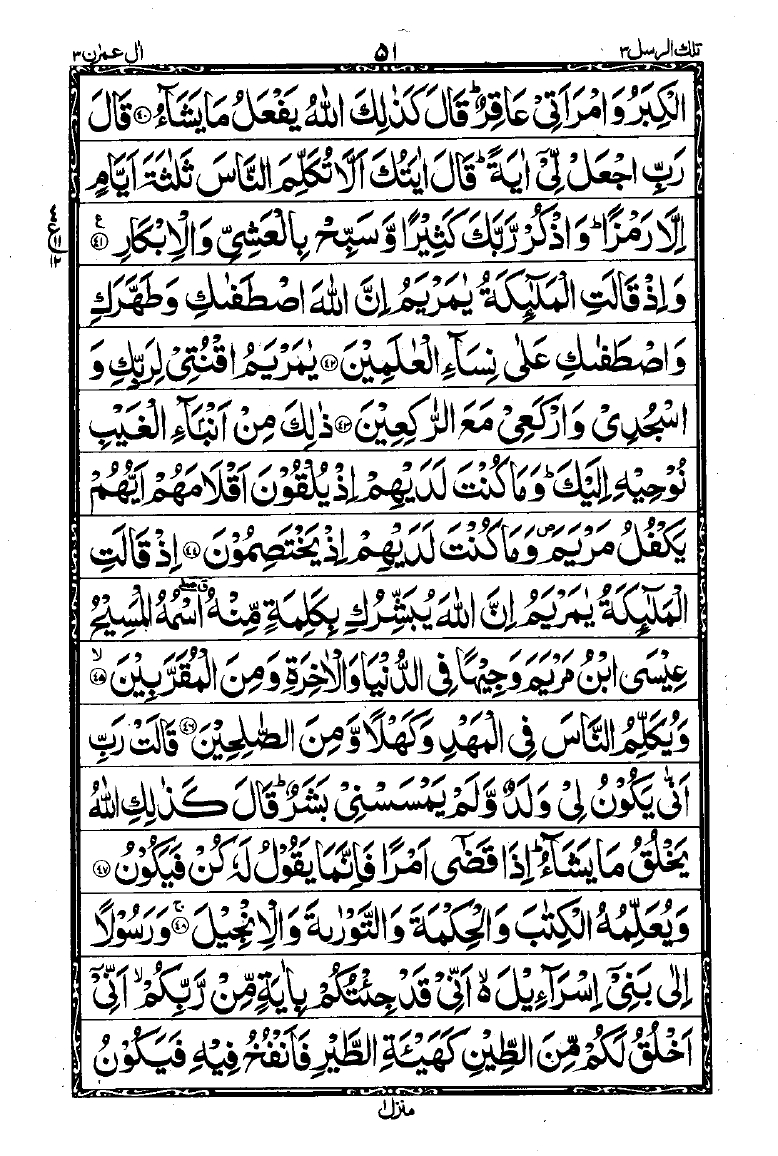 تلك الرسل ٣ ٥١ اٰل عمرٰن ٣
الْكِبَرُ وَامْرَاَتِیْ عَاقِرٌ ؕ قَالَ كَذٰلِكَ اللّٰهُ یَفْعَلُ مَا یَشَآءُ ﴿۴۰﴾ قَالَ
رَبِّ اجْعَلْ لِّیْۤ اٰیَةً ؕ قَالَ اٰیَتُكَ اَلَّا تُكَلِّمَ النَّاسَ ثَلٰثَةَ اَیَّامٍ
اِلَّا رَمْزًا ؕ وَاذْكُرْ رَّبَّكَ كَثِیْرًا وَّسَبِّحْ بِالْعَشِیِّ وَالْاِبْكَارِ ﴿۴۱﴾ ع
وَاِذْ قَالَتِ الْمَلٰٓئِكَةُ یٰمَرْیَمُ اِنَّ اللّٰهَ اصْطَفٰىكِ وَطَهَّرَكِ
وَاصْطَفٰىكِ عَلٰی نِسَآءِ الْعٰلَمِیْنَ ﴿۴۲﴾ یٰمَرْیَمُ اقْنُتِیْ لِرَبِّكِ وَ
اسْجُدِیْ وَارْكَعِیْ مَعَ الرّٰكِعِیْنَ ﴿۴۳﴾ ذٰلِكَ مِنْ اَنْۢبَآءِ الْغَیْبِ
نُوْحِیْهِ اِلَیْكَ ؕ وَمَا كُنْتَ لَدَیْهِمْ اِذْ یُلْقُوْنَ اَقْلَامَهُمْ اَیُّهُمْ
یَكْفُلُ مَرْیَمَ ۪ وَمَا كُنْتَ لَدَیْهِمْ اِذْ یَخْتَصِمُوْنَ ﴿۴۴﴾ اِذْ قَالَتِ
الْمَلٰٓئِكَةُ یٰمَرْیَمُ اِنَّ اللّٰهَ یُبَشِّرُكِ بِكَلِمَةٍ مِّنْهُ ۖۗ اسْمُهُ الْمَسِیْحُ
عِیْسَی ابْنُ مَرْیَمَ وَجِیْهًا فِی الدُّنْیَا وَالْاٰخِرَةِ وَمِنَ الْمُقَرَّبِیْنَ ﴿۴۵﴾ ۙ
وَیُكَلِّمُ النَّاسَ فِی الْمَهْدِ وَكَهْلًا وَّمِنَ الصّٰلِحِیْنَ ﴿۴۶﴾ قَالَتْ رَبِّ
اَنّٰی یَكُوْنُ لِیْ وَلَدٌ وَّلَمْ یَمْسَسْنِیْ بَشَرٌ ؕ قَالَ كَذٰلِكِ اللّٰهُ
یَخْلُقُ مَا یَشَآءُ ؕ اِذَا قَضٰۤی اَمْرًا فَاِنَّمَا یَقُوْلُ لَهٗ كُنْ فَیَكُوْنُ ﴿۴۷﴾
وَیُعَلِّمُهُ الْكِتٰبَ وَالْحِكْمَةَ وَالتَّوْرٰىةَ وَالْاِنْجِیْلَ ﴿۴۸﴾ ۚ وَرَسُوْلًا
اِلٰی بَنِیْۤ اِسْرَآءِیْلَ ۙ۬ اَنِّیْ قَدْ جِئْتُكُمْ بِاٰیَةٍ مِّنْ رَّبِّكُمْ ۙ اَنِّیْۤ
اَخْلُقُ لَكُمْ مِّنَ الطِّیْنِ كَهَیْـَٔةِ الطَّیْرِ فَاَنْفُخُ فِیْهِ فَیَكُوْنُ
منزل ١